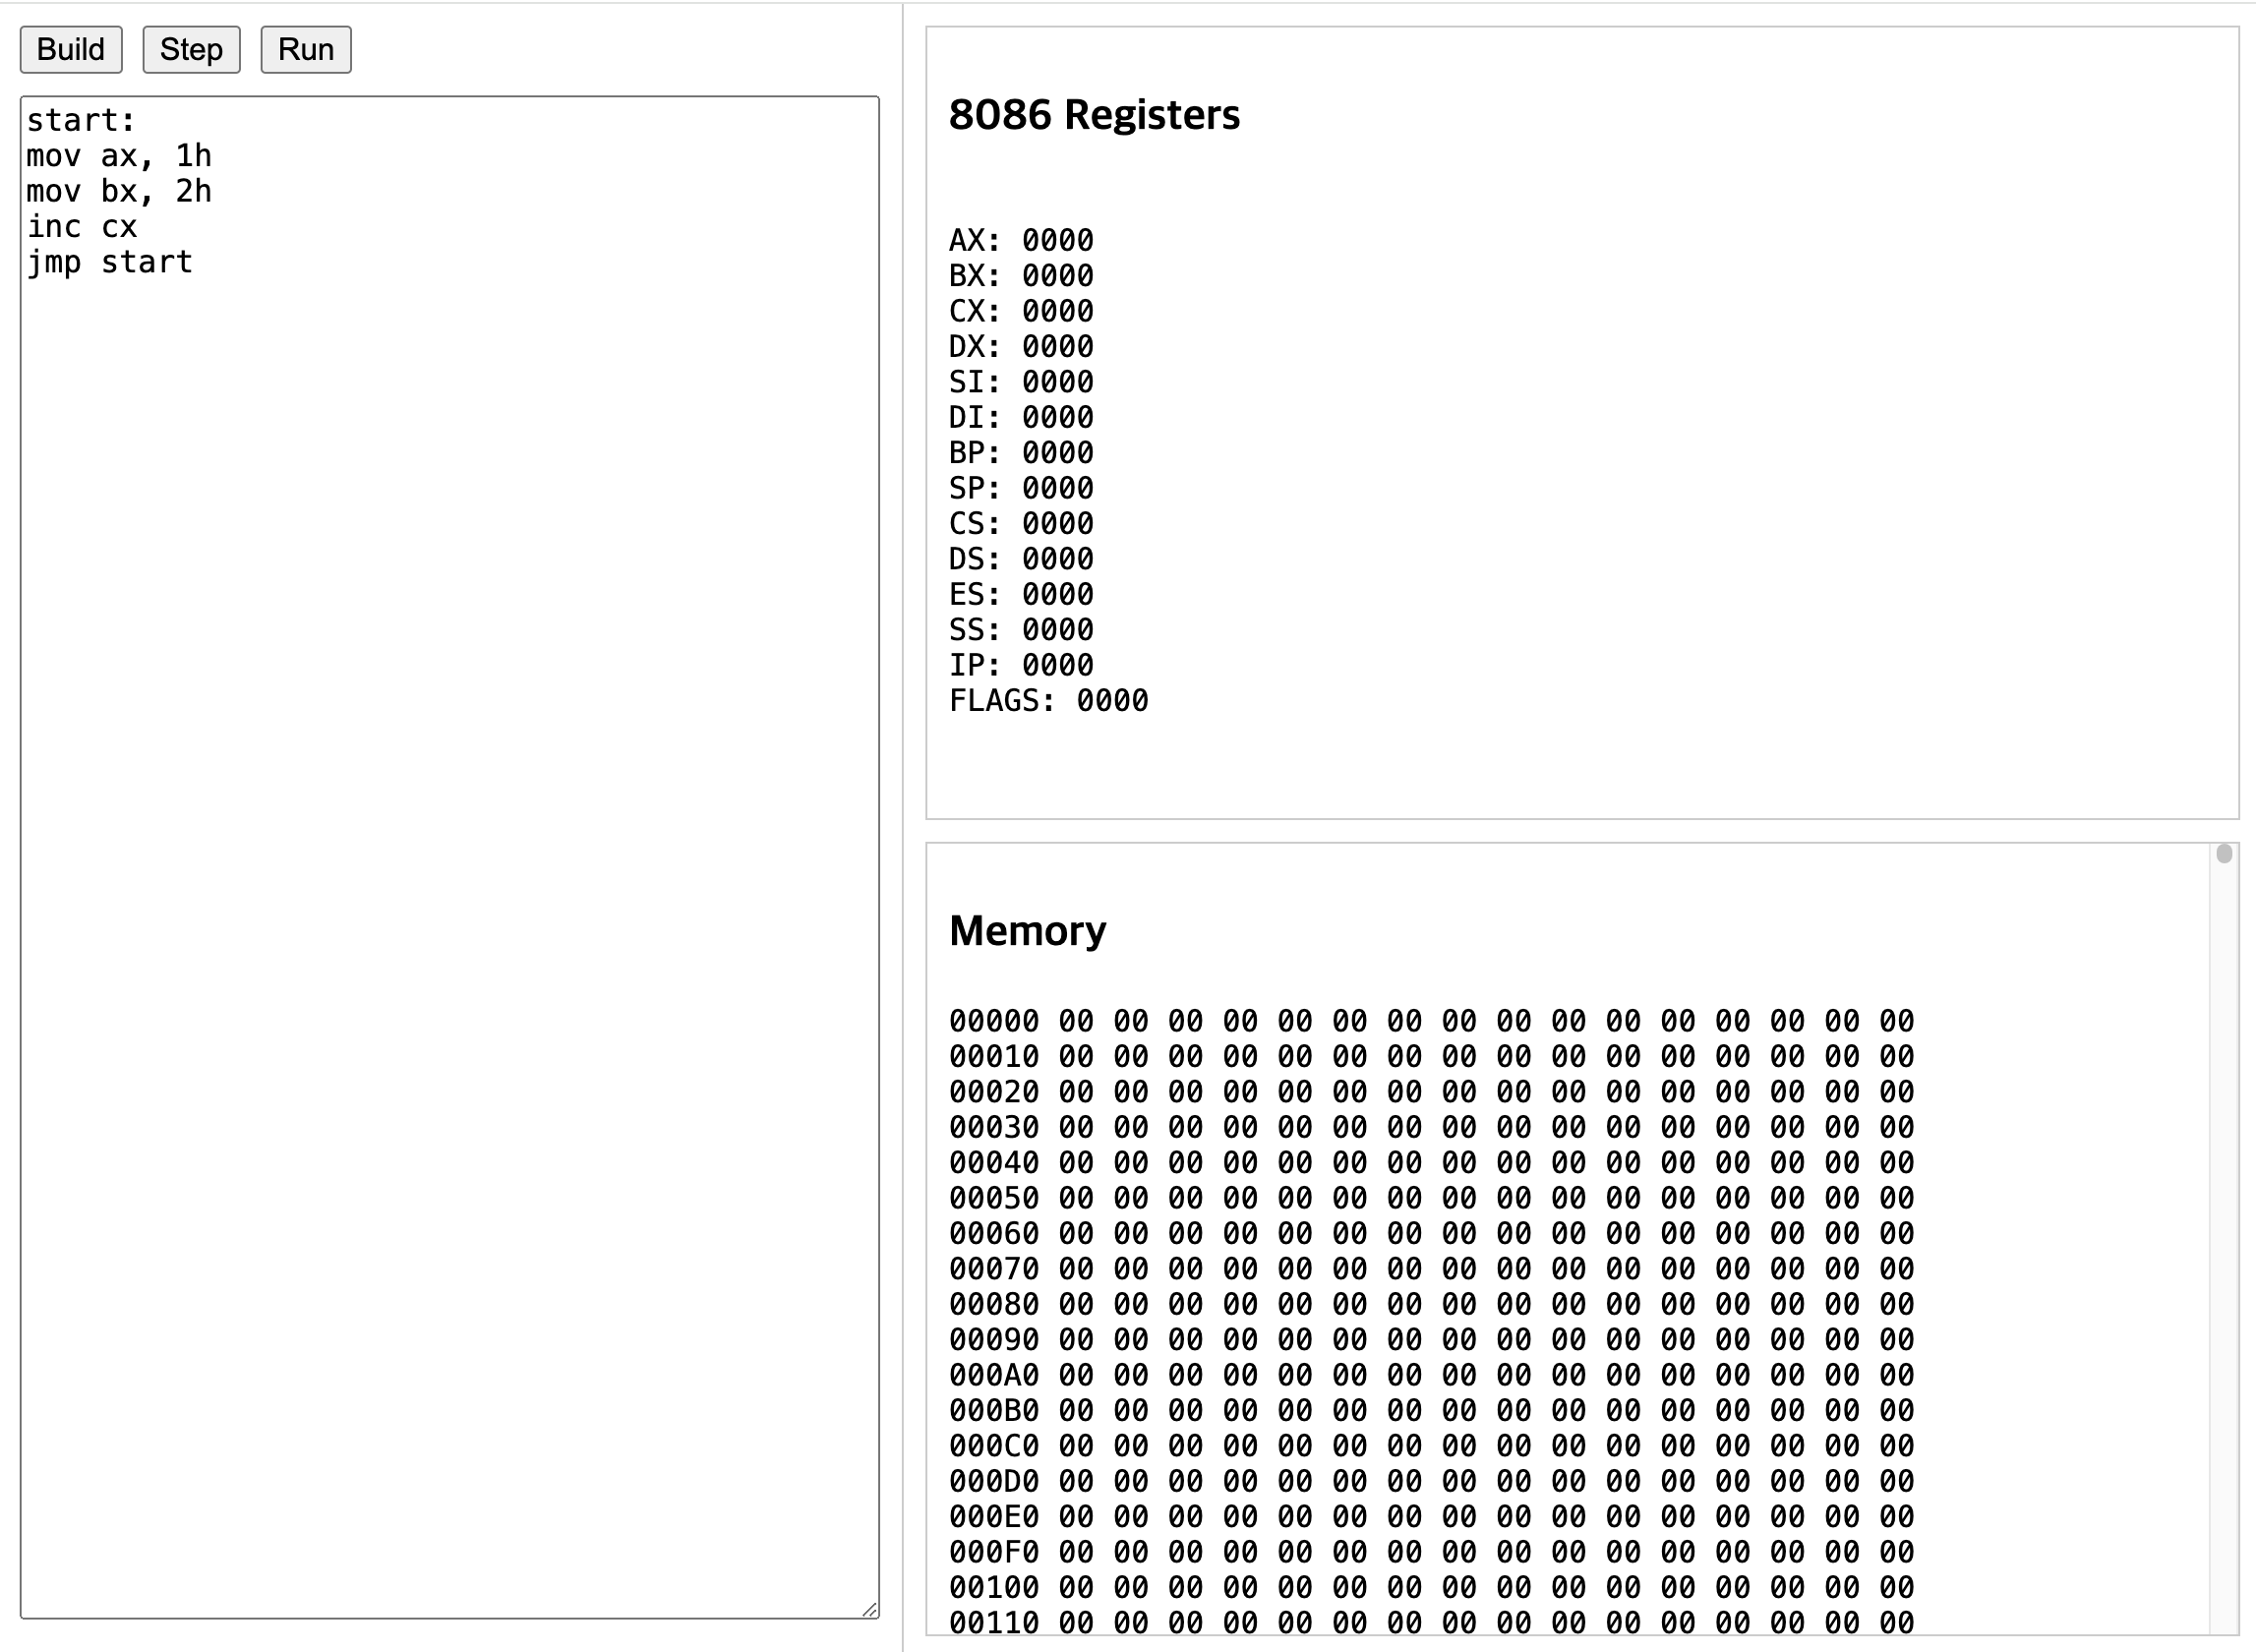 Build Step Run
start:
mov ax, 1h
mov bx, 2h
inc cx
jmp start
8086 Registers
AX: 0000
BX: 0000
CX: 0000
DX: 0000
SI: 0000
DI: 0000
BP: 0000
SP: 0000
CS: 0000
DS: 0000
ES: 0000
SS: 0000
IP: 0000
FLAGS: 0000
Memory
00000 00 00 00 00 00 00 00 00 00 00 00 00 00 00 00 00
00010 00 00 00 00 00 00 00 00 00 00 00 00 00 00 00 00
00020 00 00 00 00 00 00 00 00 00 00 00 00 00 00 00 00
00030 00 00 00 00 00 00 00 00 00 00 00 00 00 00 00 00
00040 00 00 00 00 00 00 00 00 00 00 00 00 00 00 00 00
00050 00 00 00 00 00 00 00 00 00 00 00 00 00 00 00 00
00060 00 00 00 00 00 00 00 00 00 00 00 00 00 00 00 00
00070 00 00 00 00 00 00 00 00 00 00 00 00 00 00 00 00
00080 00 00 00 00 00 00 00 00 00 00 00 00 00 00 00 00
00090 00 00 00 00 00 00 00 00 00 00 00 00 00 00 00 00
000A0 00 00 00 00 00 00 00 00 00 00 00 00 00 00 00 00
000B0 00 00 00 00 00 00 00 00 00 00 00 00 00 00 00 00
000C0 00 00 00 00 00 00 00 00 00 00 00 00 00 00 00 00
000D0 00 00 00 00 00 00 00 00 00 00 00 00 00 00 00 00
000E0 00 00 00 00 00 00 00 00 00 00 00 00 00 00 00 00
000F0 00 00 00 00 00 00 00 00 00 00 00 00 00 00 00 00
00100 00 00 00 00 00 00 00 00 00 00 00 00 00 00 00 00
00110 00 00 00 00 00 00 00 00 00 00 00 00 00 00 00 00